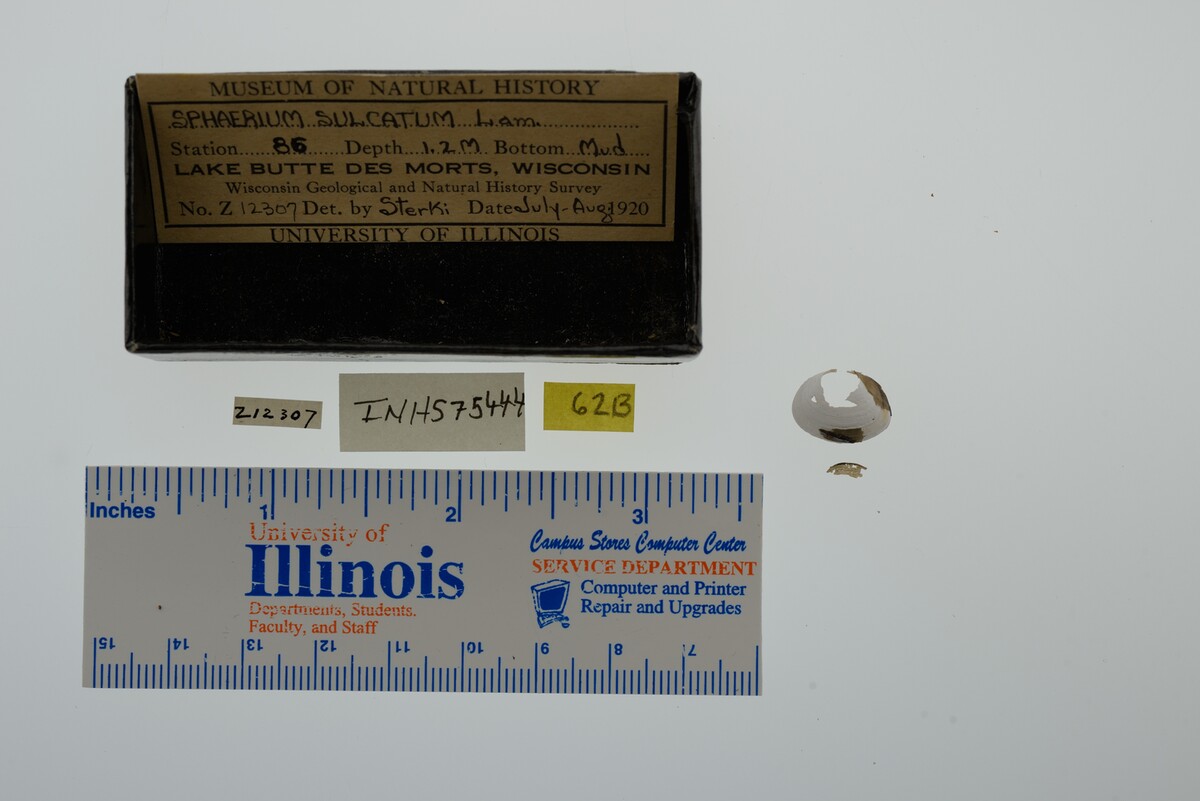 MUSEUM OF NATURAL HISTORY
SPHAERIUM SULCATUM Lam.
Station 86 Depth 1.2M Bottom Mud
LAKE BUTTE DES MORTS, WISCONSIN
Wisconsin Geological and Natural History Survey
No. Z 12307 Det. by Sterki Date July-Aug 1920
UNIVERSITY OF ILLINOIS
Z12307
INHS75444
62B
Inches 1 2 3
University of
Illinois
Departments, Students,
Faculty, and Staff
Campus Stores Computer Center
SERVICE DEPARTMENT
Computer and Printer
Repair and Upgrades
15 14 13 12 11 10 9 8 7